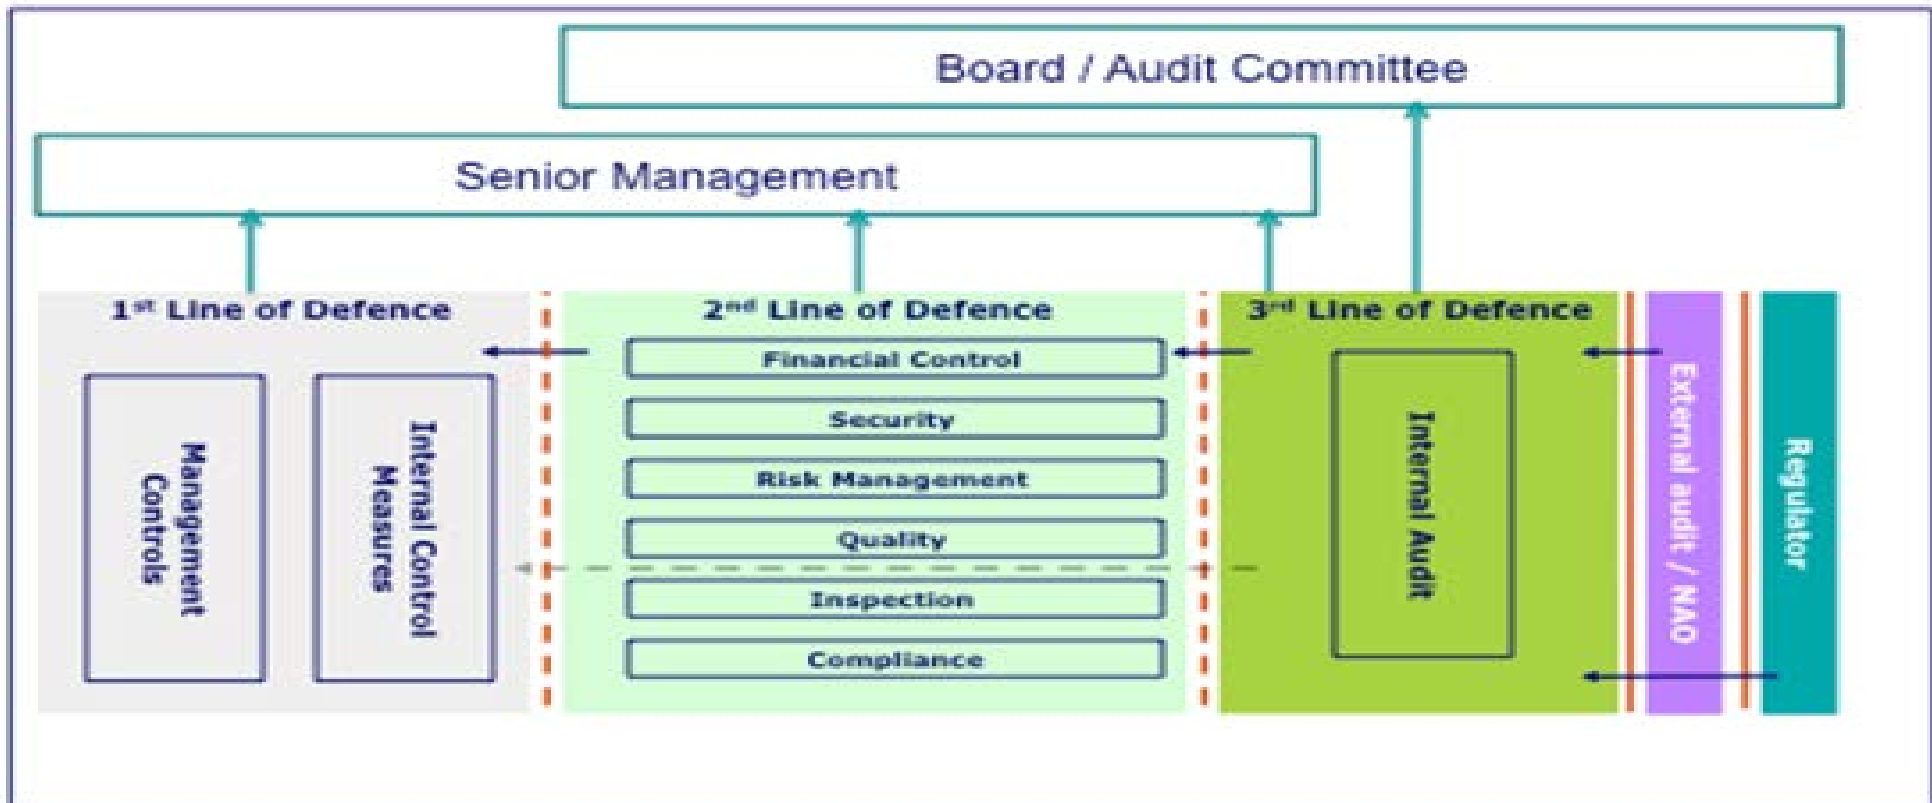 Board / Audit Committee
Senior Management
1st Line of Defence
2nd Line of Defence
3rd Line of Defence
Management
Controls
Internal Control
Measures
Financial Control
Security
Risk Management
Quality
Inspection
Compliance
Internal Audit
External audit / NAO
Regulator